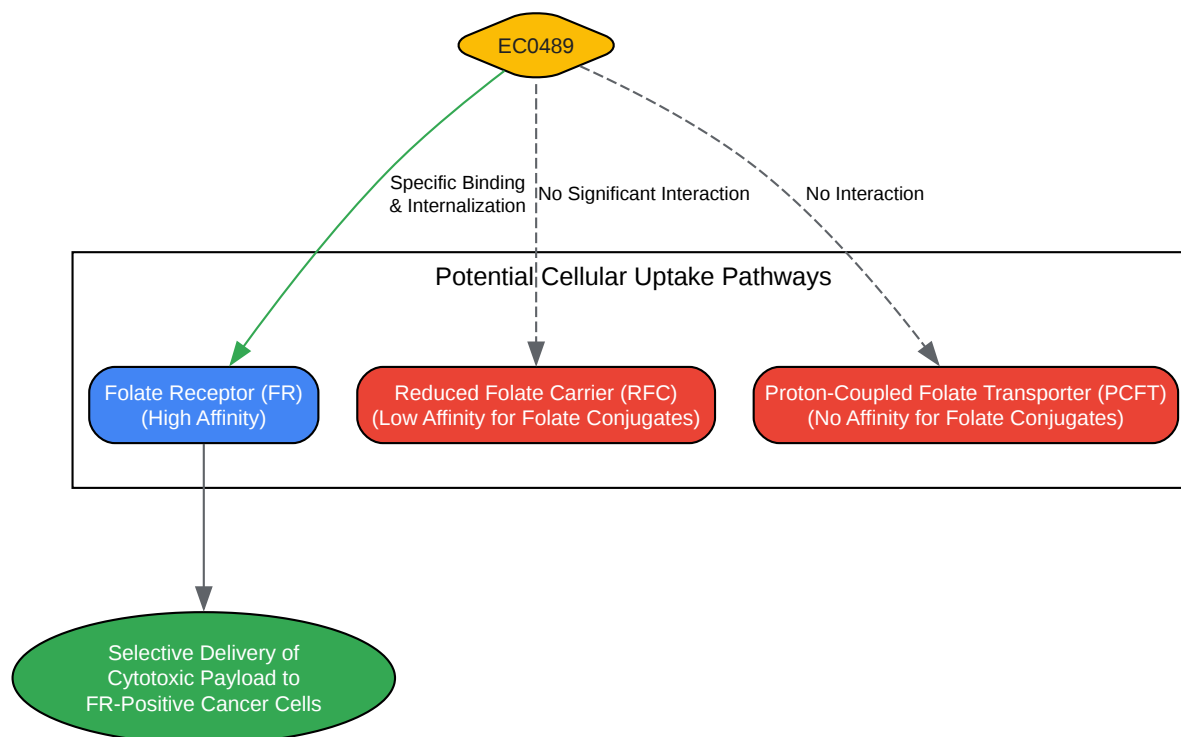 EC0489
Specific Binding
& Internalization
No Significant Interaction
No Interaction
Potential Cellular Uptake Pathways
Folate Receptor (FR)
(High Affinity)
Reduced Folate Carrier (RFC)
(Low Affinity for Folate Conjugates)
Proton-Coupled Folate Transporter (PCFT)
(No Affinity for Folate Conjugates)
Selective Delivery of
Cytotoxic Payload to
FR-Positive Cancer Cells